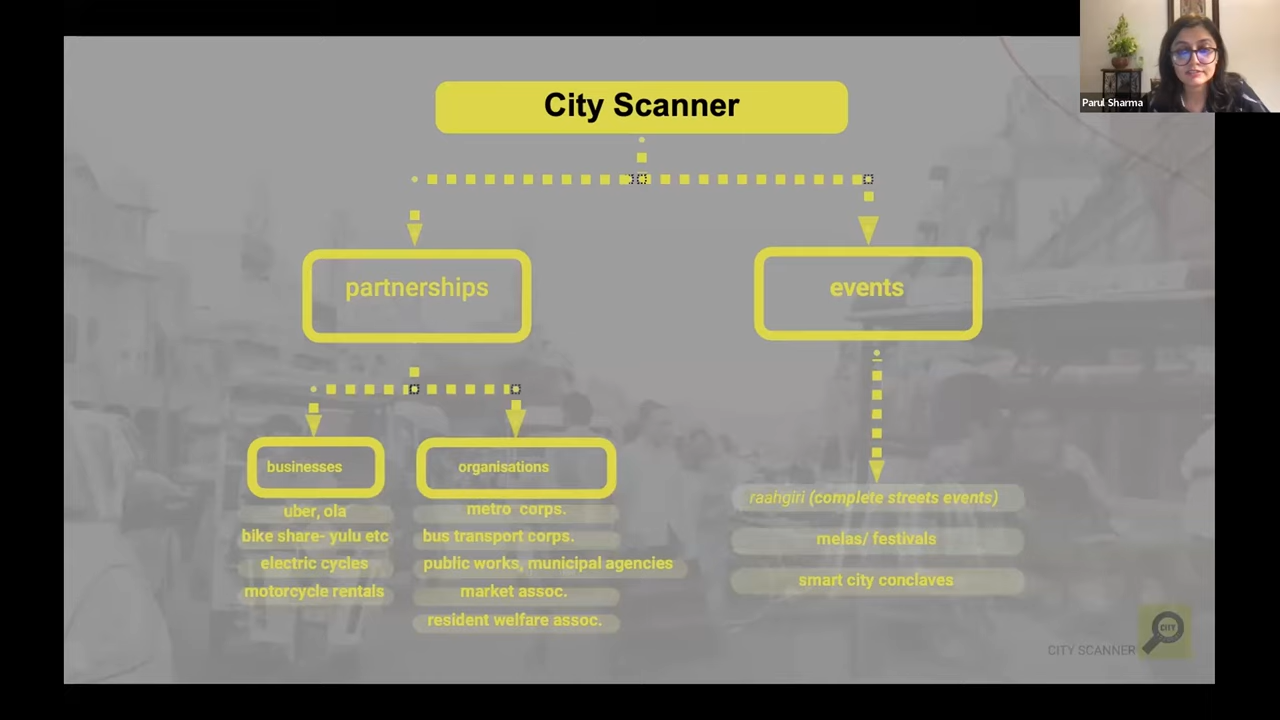 City Scanner
Parul Sharma
partnerships
events
businesses
organisations
uber, ola
bike share- yulu etc
electric cycles
motorcycle rentals
metro corps.
bus transport corps.
public works, municipal agencies
market assoc.
resident welfare assoc.
raahgiri (complete streets events)
melas/ festivals
smart city conclaves
CITY SCANNER
CITY